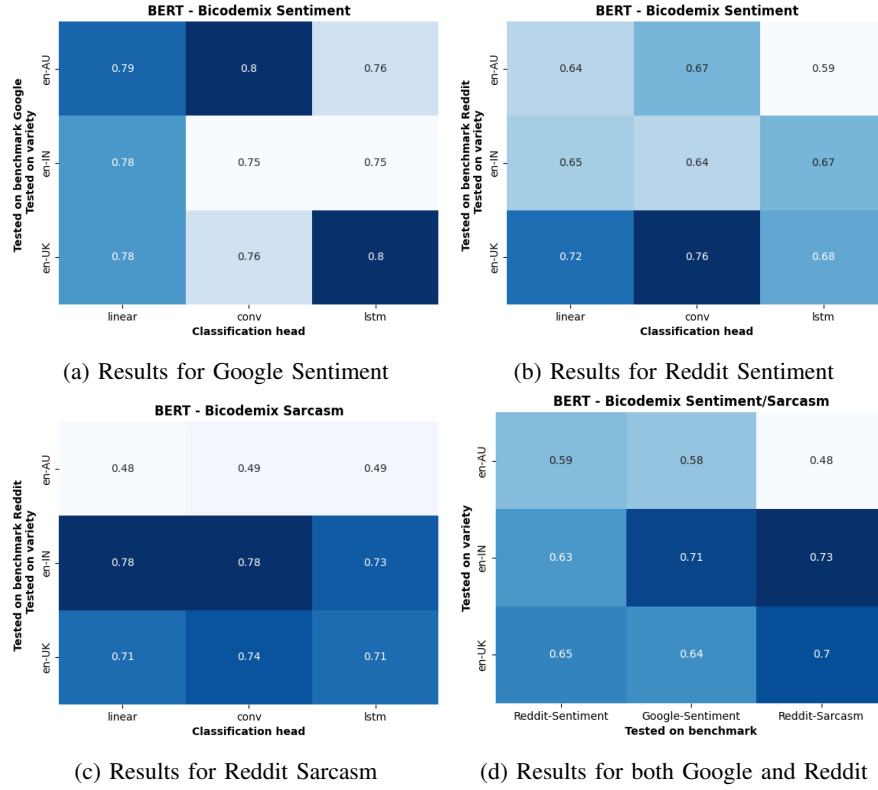 BERT - Bicodemix Sentiment
Tested on benchmark Google
Tested on variety
en-AU
0.79 0.8 0.76
en-IN
0.78 0.75 0.75
en-UK
0.78 0.76 0.8
linear conv lstm
Classification head
(a) Results for Google Sentiment
BERT - Bicodemix Sentiment
Tested on benchmark Reddit
Tested on variety
en-AU
0.64 0.67 0.59
en-IN
0.65 0.64 0.67
en-UK
0.72 0.76 0.68
linear conv lstm
Classification head
(b) Results for Reddit Sentiment
BERT - Bicodemix Sarcasm
Tested on benchmark Reddit
Tested on variety
en-AU
0.48 0.49 0.49
en-IN
0.78 0.78 0.73
en-UK
0.71 0.74 0.71
linear conv lstm
Classification head
(c) Results for Reddit Sarcasm
BERT - Bicodemix Sentiment/Sarcasm
Tested on variety
en-AU
0.59 0.58 0.48
en-IN
0.63 0.71 0.73
en-UK
0.65 0.64 0.7
Reddit-Sentiment Google-Sentiment Reddit-Sarcasm
Tested on benchmark
(d) Results for both Google and Reddit